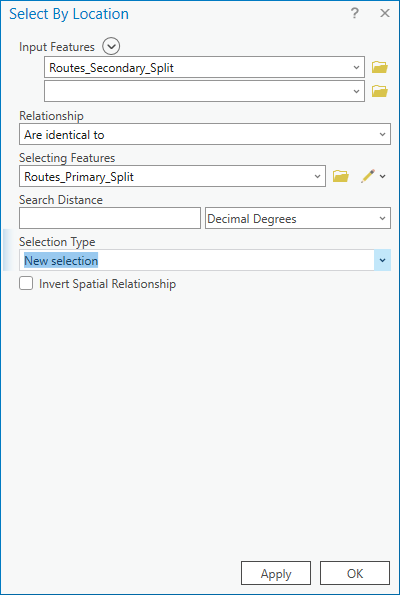 Select By Location ?
Input Features
Routes_Secondary_Split
Relationship
Are identical to
Selecting Features
Routes_Primary_Split
Search Distance
Decimal Degrees
Selection Type
New selection
Invert Spatial Relationship
Apply OK